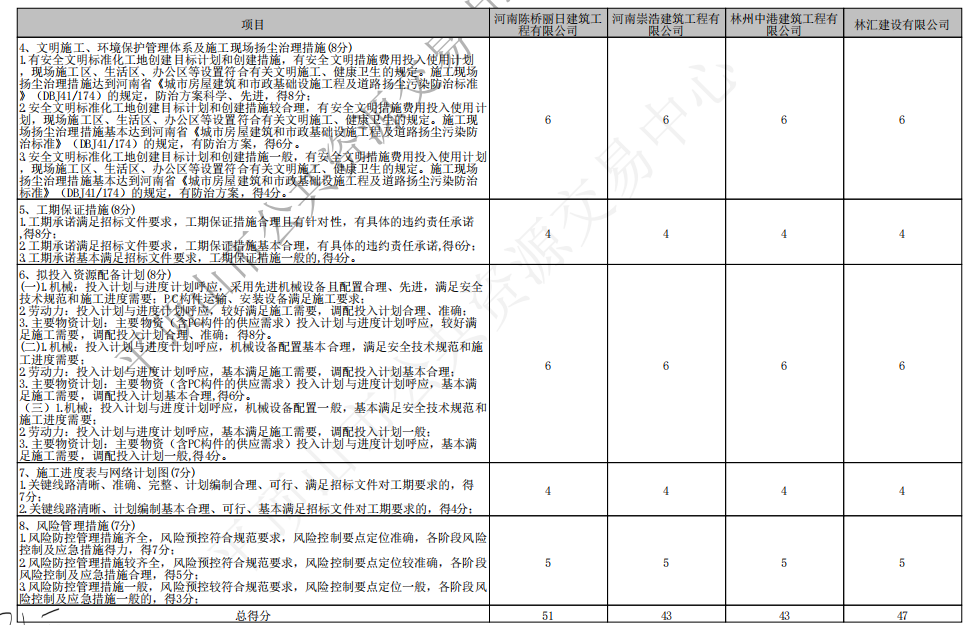 项目 河南陈桥丽日建筑工程有限公司 河南崇浩建筑工程有限公司 林州中港建筑工程有限公司 林汇建设有限公司
4、文明施工、环境保护管理体系及施工现场扬尘治理措施(8分)
1.有安全文明标准化工地创建目标计划和创建措施，有安全文明措施费用投入使用计划
，现场施工区、生活区、办公区等设置符合有关文明施工、健康卫生的规定。施工现场
扬尘治理措施达到河南省《城市房屋建筑和市政基础设施工程及道路扬尘污染防治标准
》（DBJ41/174）的规定，防治方案科学、先进，得8分；
2.安全文明标准化工地创建目标计划和创建措施较合理，有安全文明措施费用投入使用计
划，现场施工区、生活区、办公区等设置符合有关文明施工、健康卫生的规定。施工现
场扬尘治理措施基本达到河南省《城市房屋建筑和市政基础设施工程及道路扬尘污染防
治标准》（DBJ41/174）的规定，有防治方案，得6分。
3.安全文明标准化工地创建目标计划和创建措施一般，有安全文明措施费用投入使用计划
，现场施工区、生活区、办公区等设置符合有关文明施工、健康卫生的规定。施工现场
扬尘治理措施基本达到河南省《城市房屋建筑和市政基础设施工程及道路扬尘污染防治
标准》（DBJ41/174）的规定，有防治方案，得4分。
6 6 6 6
5、工期保证措施(8分)
1.工期承诺满足招标文件要求，工期保证措施合理且有针对性，有具体的违约责任承诺
,得8分；
2.工期承诺满足招标文件要求，工期保证措施基本合理，有具体的违约责任承诺,得6分；
3.工期承诺基本满足招标文件要求，工期保证措施一般的,得4分。
4 4 4 4
6、拟投入资源配备计划(8分)
(一)1.机械：投入计划与进度计划呼应，采用先进机械设备且配置合理、先进，满足安全
技术规范和施工进度需要；PC构件运输、安装设备满足施工要求；
2.劳动力：投入计划与进度计划呼应，较好满足施工需要，调配投入计划合理、准确；
3.主要物资计划：主要物资（含PC构件的供应需求）投入计划与进度计划呼应，较好满
足施工需要，调配投入计划合理、准确；得8分。
(二)1.机械：投入计划与进度计划呼应，机械设备配置基本合理，满足安全技术规范和施
工进度需要；
2.劳动力：投入计划与进度计划呼应，基本满足施工需要，调配投入计划基本合理；
3.主要物资计划：主要物资（含PC构件的供应需求）投入计划与进度计划呼应，基本满
足施工需要，调配投入计划基本合理,得6分。
（三）1.机械：投入计划与进度计划呼应，机械设备配置一般，基本满足安全技术规范和
施工进度需要；
2.劳动力：投入计划与进度计划呼应，基本满足施工需要，调配投入计划一般；
3.主要物资计划：主要物资（含PC构件的供应需求）投入计划与进度计划呼应，基本满
足施工需要，调配投入计划一般,得4分。
6 6 6 6
7、施工进度表与网络计划图(7分)
1.关键线路清晰、准确、完整、计划编制合理、可行、满足招标文件对工期要求的，得
7分；
2.关键线路清晰、计划编制基本合理、可行、基本满足招标文件对工期要求的，得4分；
4 4 4 4
8、风险管理措施(7分)
1.风险防控管理措施齐全，风险预控符合规范要求，风险控制要点定位准确，各阶段风险
控制及应急措施得力，得7分；
2.风险防控管理措施较齐全，风险预控符合规范要求，风险控制要点定位较准确，各阶段
风险控制及应急措施合理，得5分；
3.风险防控管理措施一般，风险预控较符合规范要求，风险控制要点定位一般，各阶段风
险控制及应急措施一般的，得3分；
5 5 5 5
总得分 51 43 43 47
平顶山市公共资源交易中心
平顶山市公共资源交易中心